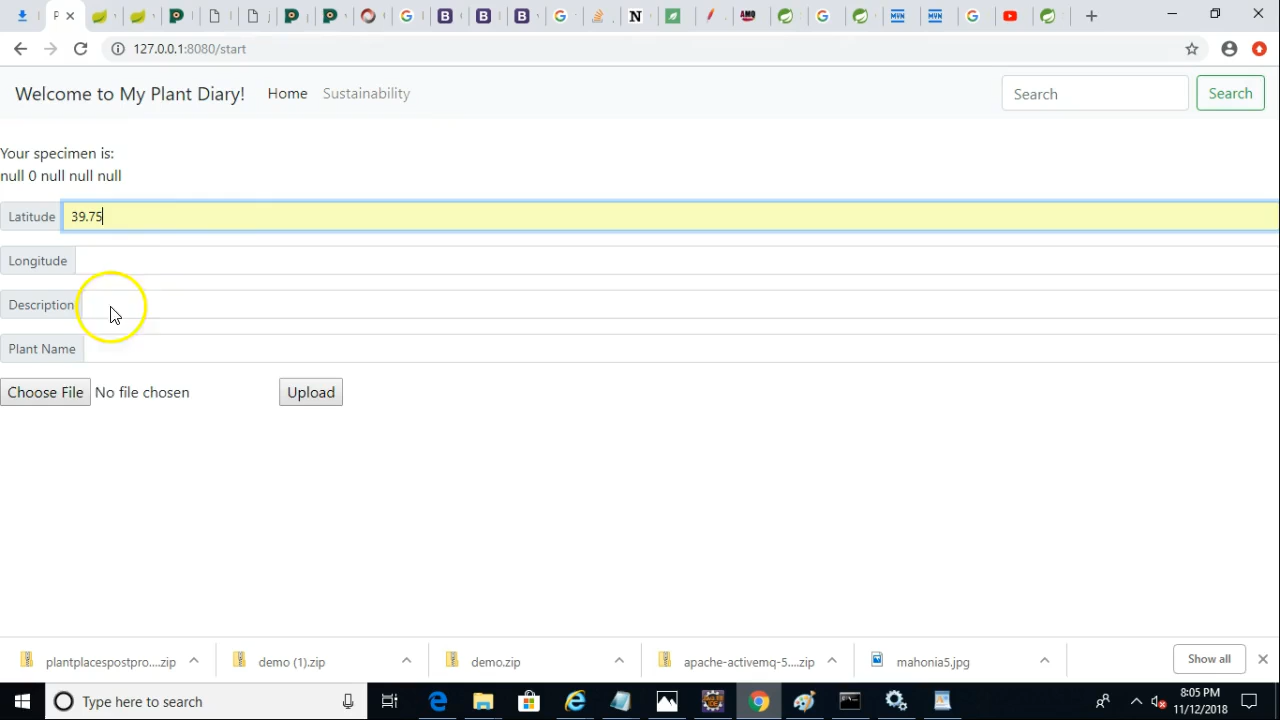 127.0.0.1:8080/start
Welcome to My Plant Diary! Home Sustainability Search Search
Your specimen is:
null 0 null null null
Latitude 39.75
Longitude
Description
Plant Name
Choose File No file chosen Upload
plantplacespostpro....zip demo (1).zip demo.zip apache-activemq-5....zip mahonia5.jpg Show all
Type here to search
8:05 PM
11/12/2018